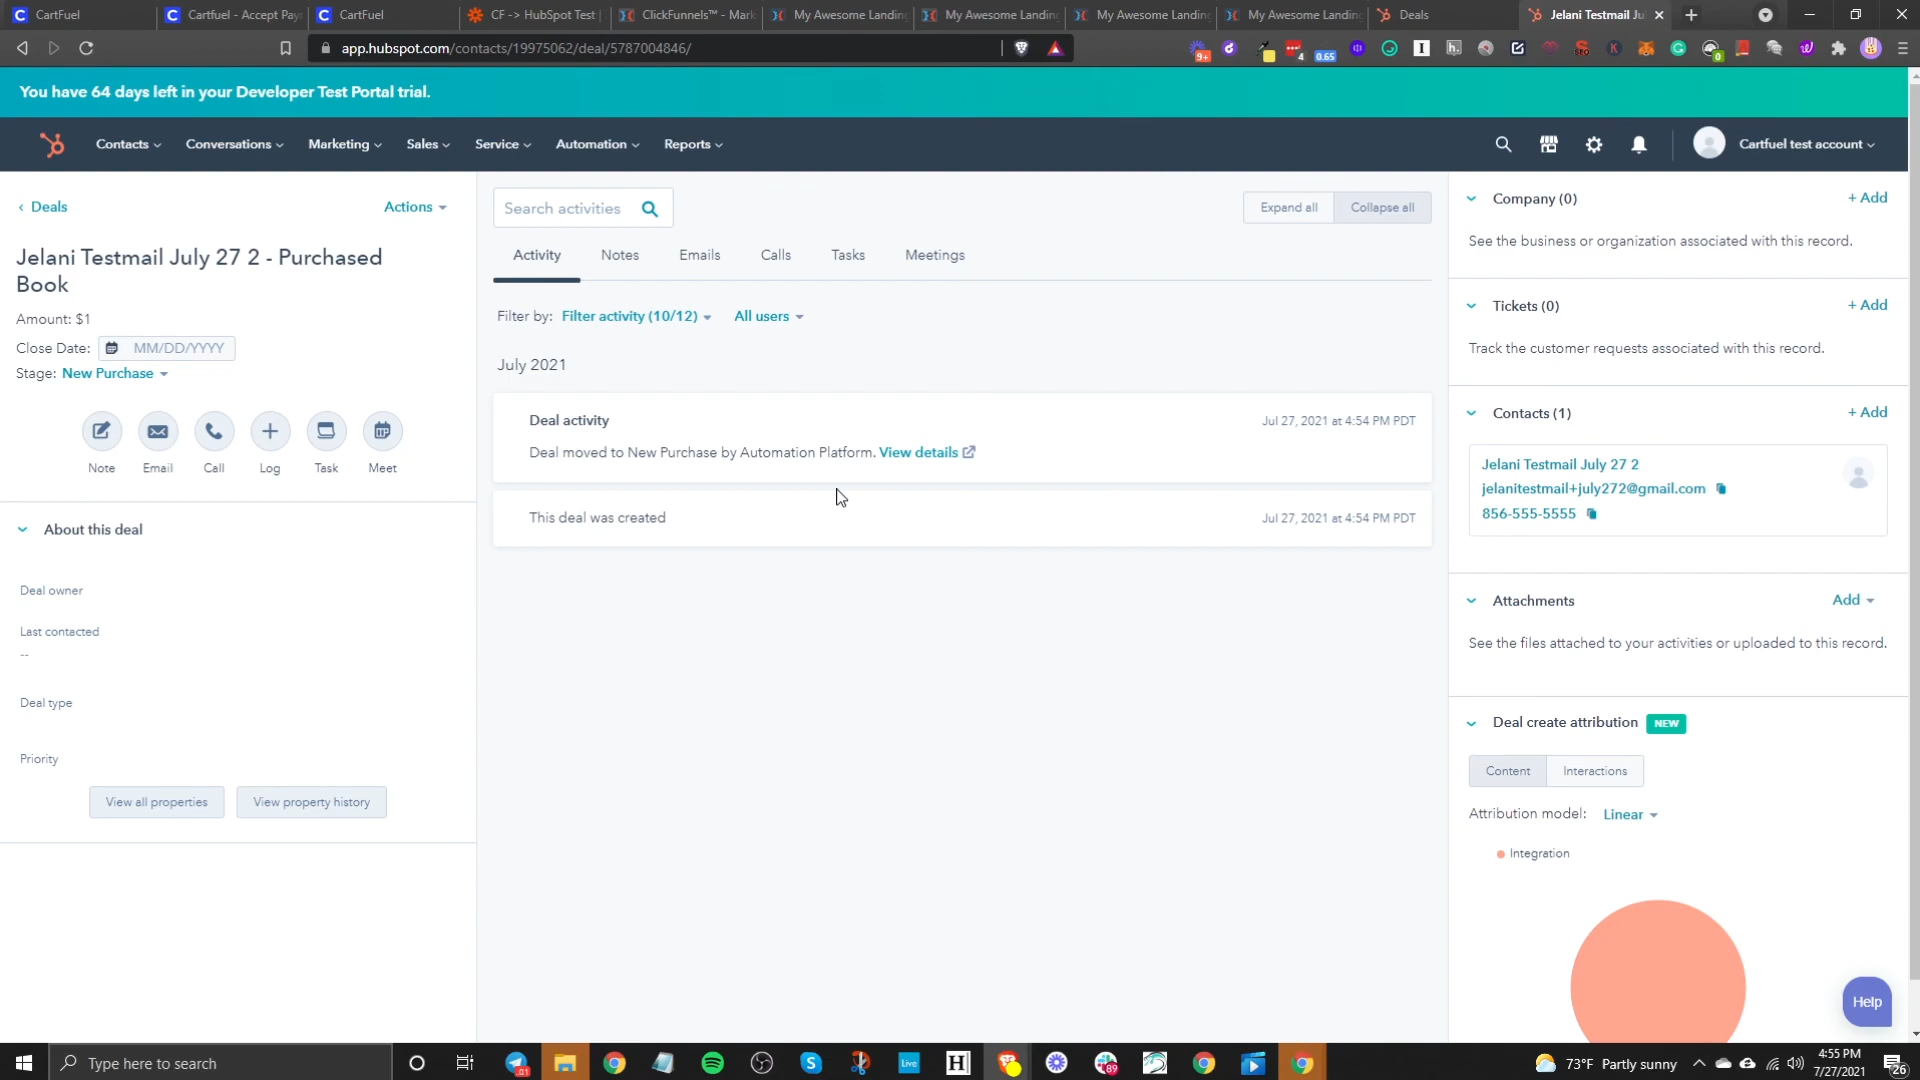 CartFuel
Cartfuel - Accept Pay
CartFuel
CF -> HubSpot Test
ClickFunnels™ - Mark
My Awesome Landing
My Awesome Landing
My Awesome Landing
My Awesome Landing
Deals
Jelani Testmail Ju
app.hubspot.com/contacts/19975062/deal/5787004846/
9+
4
0.65
0
You have 64 days left in your Developer Test Portal trial.
Contacts
Conversations
Marketing
Sales
Service
Automation
Reports
Cartfuel test account
Deals
Actions
Jelani Testmail July 27 2 - Purchased
Book
Amount: $1
Close Date: MM/DD/YYYY
Stage: New Purchase
Note
Email
Call
Log
Task
Meet
About this deal
Deal owner
Last contacted
--
Deal type
Priority
View all properties
View property history
Search activities
Expand all
Collapse all
Activity
Notes
Emails
Calls
Tasks
Meetings
Filter by: Filter activity (10/12) All users
July 2021
Deal activity
Jul 27, 2021 at 4:54 PM PDT
Deal moved to New Purchase by Automation Platform. View details
This deal was created
Jul 27, 2021 at 4:54 PM PDT
Company (0)
+ Add
See the business or organization associated with this record.
Tickets (0)
+ Add
Track the customer requests associated with this record.
Contacts (1)
+ Add
Jelani Testmail July 27 2
jelanitestmail+july272@gmail.com
856-555-5555
Attachments
Add
See the files attached to your activities or uploaded to this record.
Deal create attribution NEW
Content
Interactions
Attribution model: Linear
Integration
Help
Type here to search
73°F Partly sunny
4:55 PM
7/27/2021
26